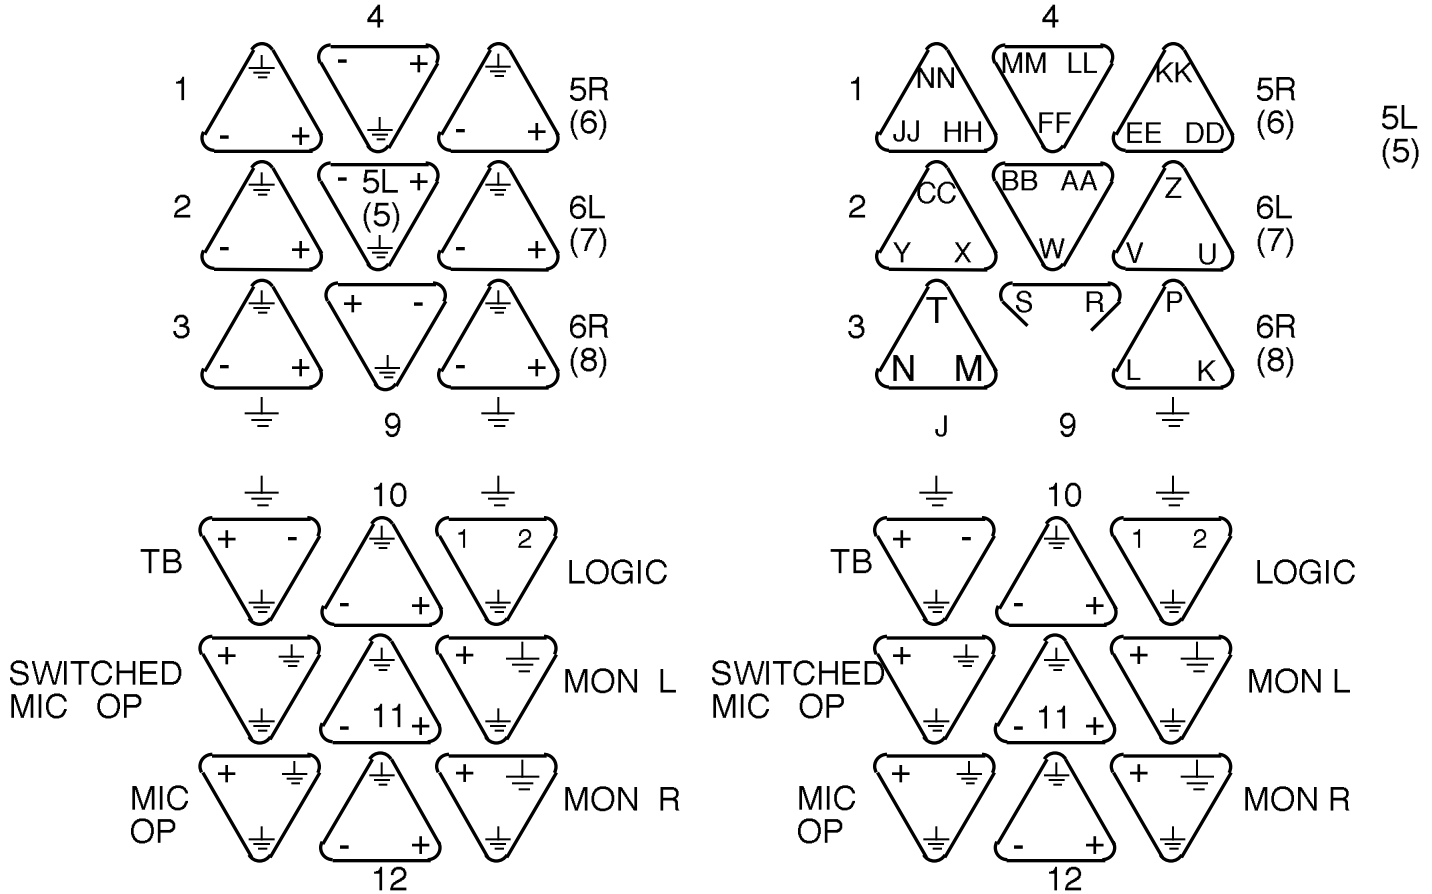 4
4
- +
1
NN
MM LL
KK
1
5R
(6)
5R
(6)
5L
(5)
- +
- +
JJ HH
FF
EE DD
- 5L +
(5)
2
CC
BB AA
Z
2
6L
(7)
6L
(7)
- +
- +
Y X
W
V U
+ -
3
T
S R
P
3
6R
(8)
6R
(8)
- +
- +
N M
L K
9
J
9
10
10
+ -
1 2
+ -
1 2
TB
LOGIC
TB
LOGIC
- +
- +
+
+
+
+
SWITCHED
MIC OP
MON L
SWITCHED
MIC OP
MON L
- 11 +
- 11 +
+
+
+
+
MIC
OP
MON R
MIC
OP
MON R
- +
- +
12
12